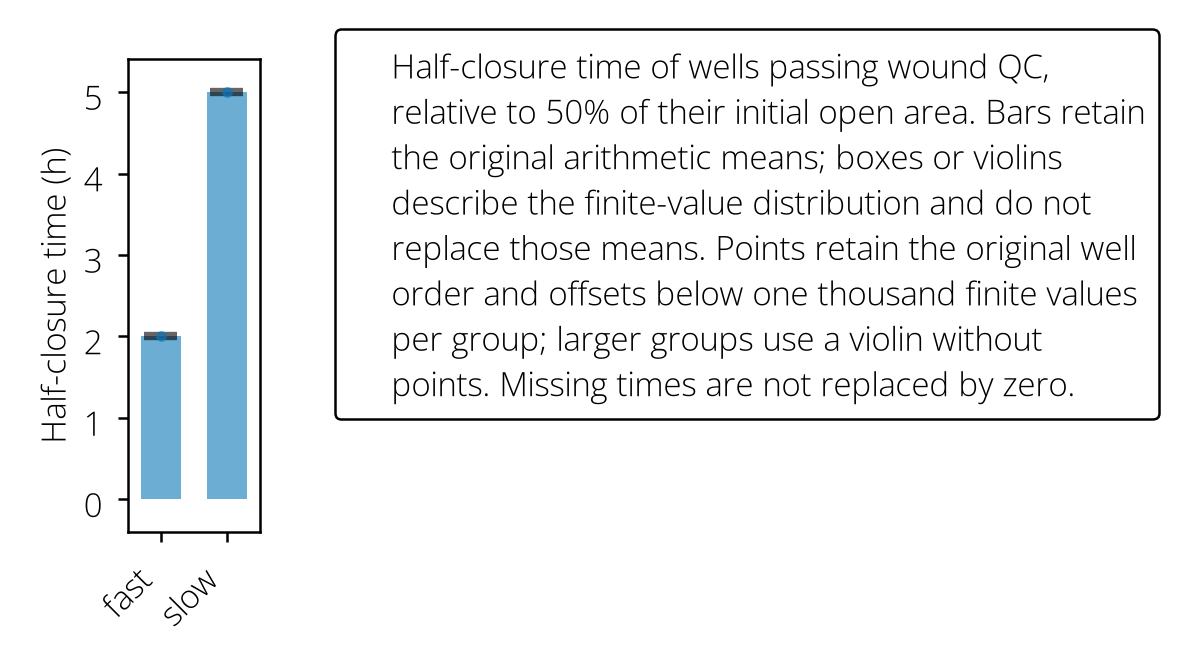 Half-closure time (h)
5
4
3
2
1
0
fast
slow
Half-closure time of wells passing wound QC,
relative to 50% of their initial open area. Bars retain
the original arithmetic means; boxes or violins
describe the finite-value distribution and do not
replace those means. Points retain the original well
order and offsets below one thousand finite values
per group; larger groups use a violin without
points. Missing times are not replaced by zero.